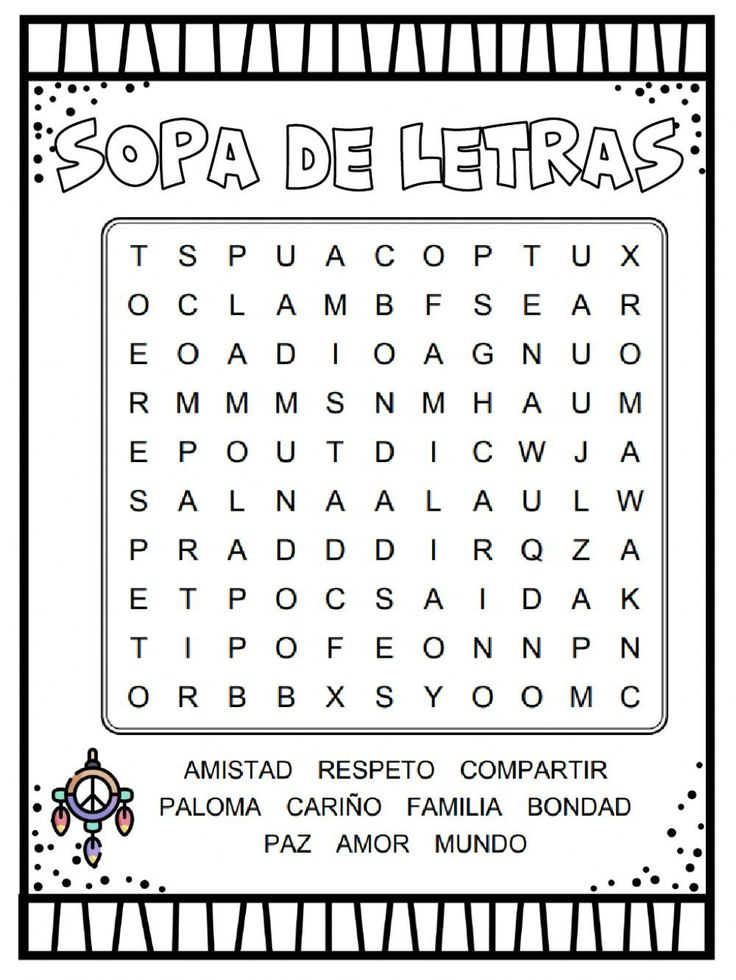 SOPA DE LETRAS
T S P U A C O P T U X
O C L A M B F S E A R
E O A D I O A G N U O
R M M M S N M H A U M
E P O U T D I C W J A
S A L N A A L A U L W
P R A D D D I R Q Z A
E T P O C S A I D A K
T I P O F E O N N P N
O R B B X S Y O O M C
AMISTAD RESPETO COMPARTIR
PALOMA CARIÑO FAMILIA BONDAD
PAZ AMOR MUNDO